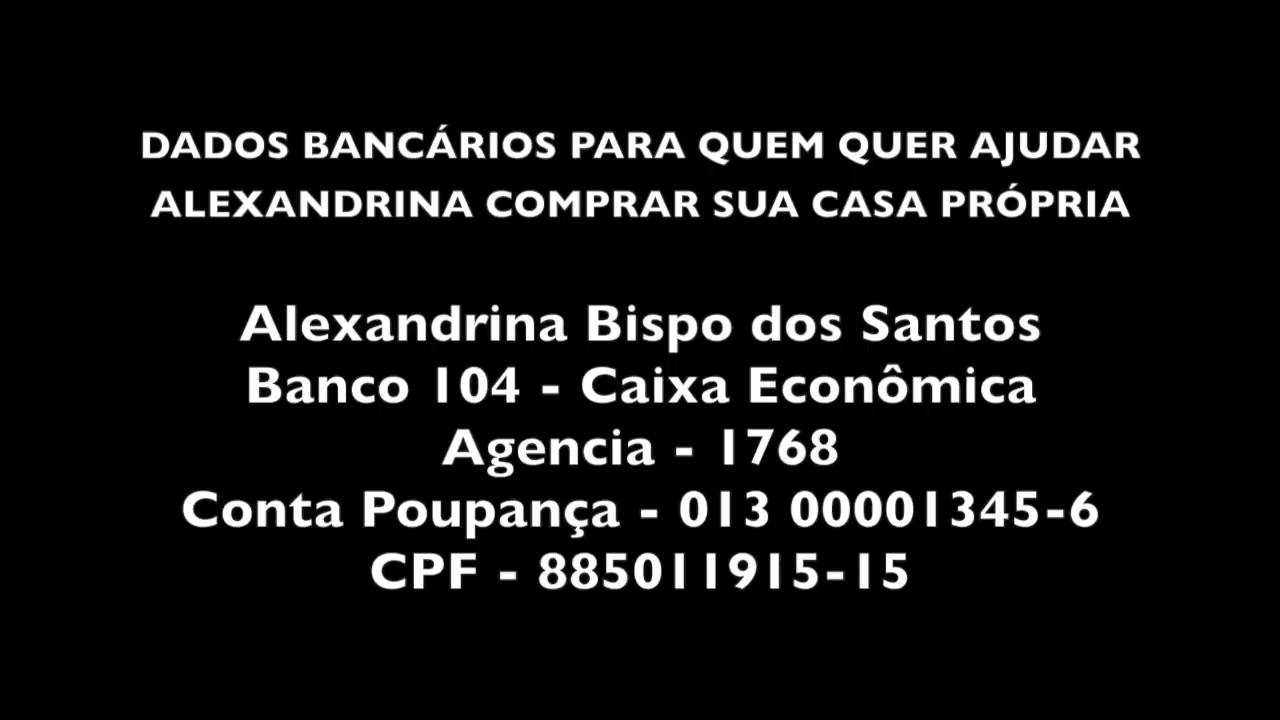 DADOS BANCÁRIOS PARA QUEM QUER AJUDAR
ALEXANDRINA COMPRAR SUA CASA PRÓPRIA
Alexandrina Bispo dos Santos
Banco 104 - Caixa Econômica
Agencia - 1768
Conta Poupança - 013 00001345-6
CPF - 885011915-15